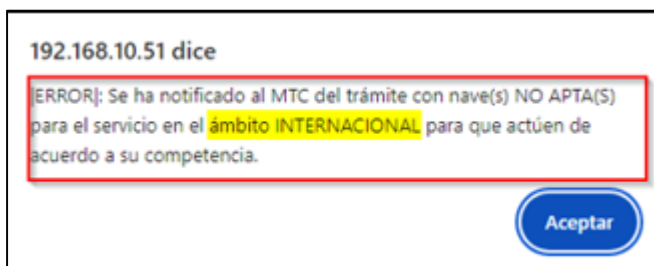 192.168.10.51 dice
|ERROR|: Se ha notificado al MTC del trámite con nave(s) NO APTA(S)
para el servicio en el ámbito INTERNACIONAL para que actúen de
acuerdo a su competencia.
Aceptar